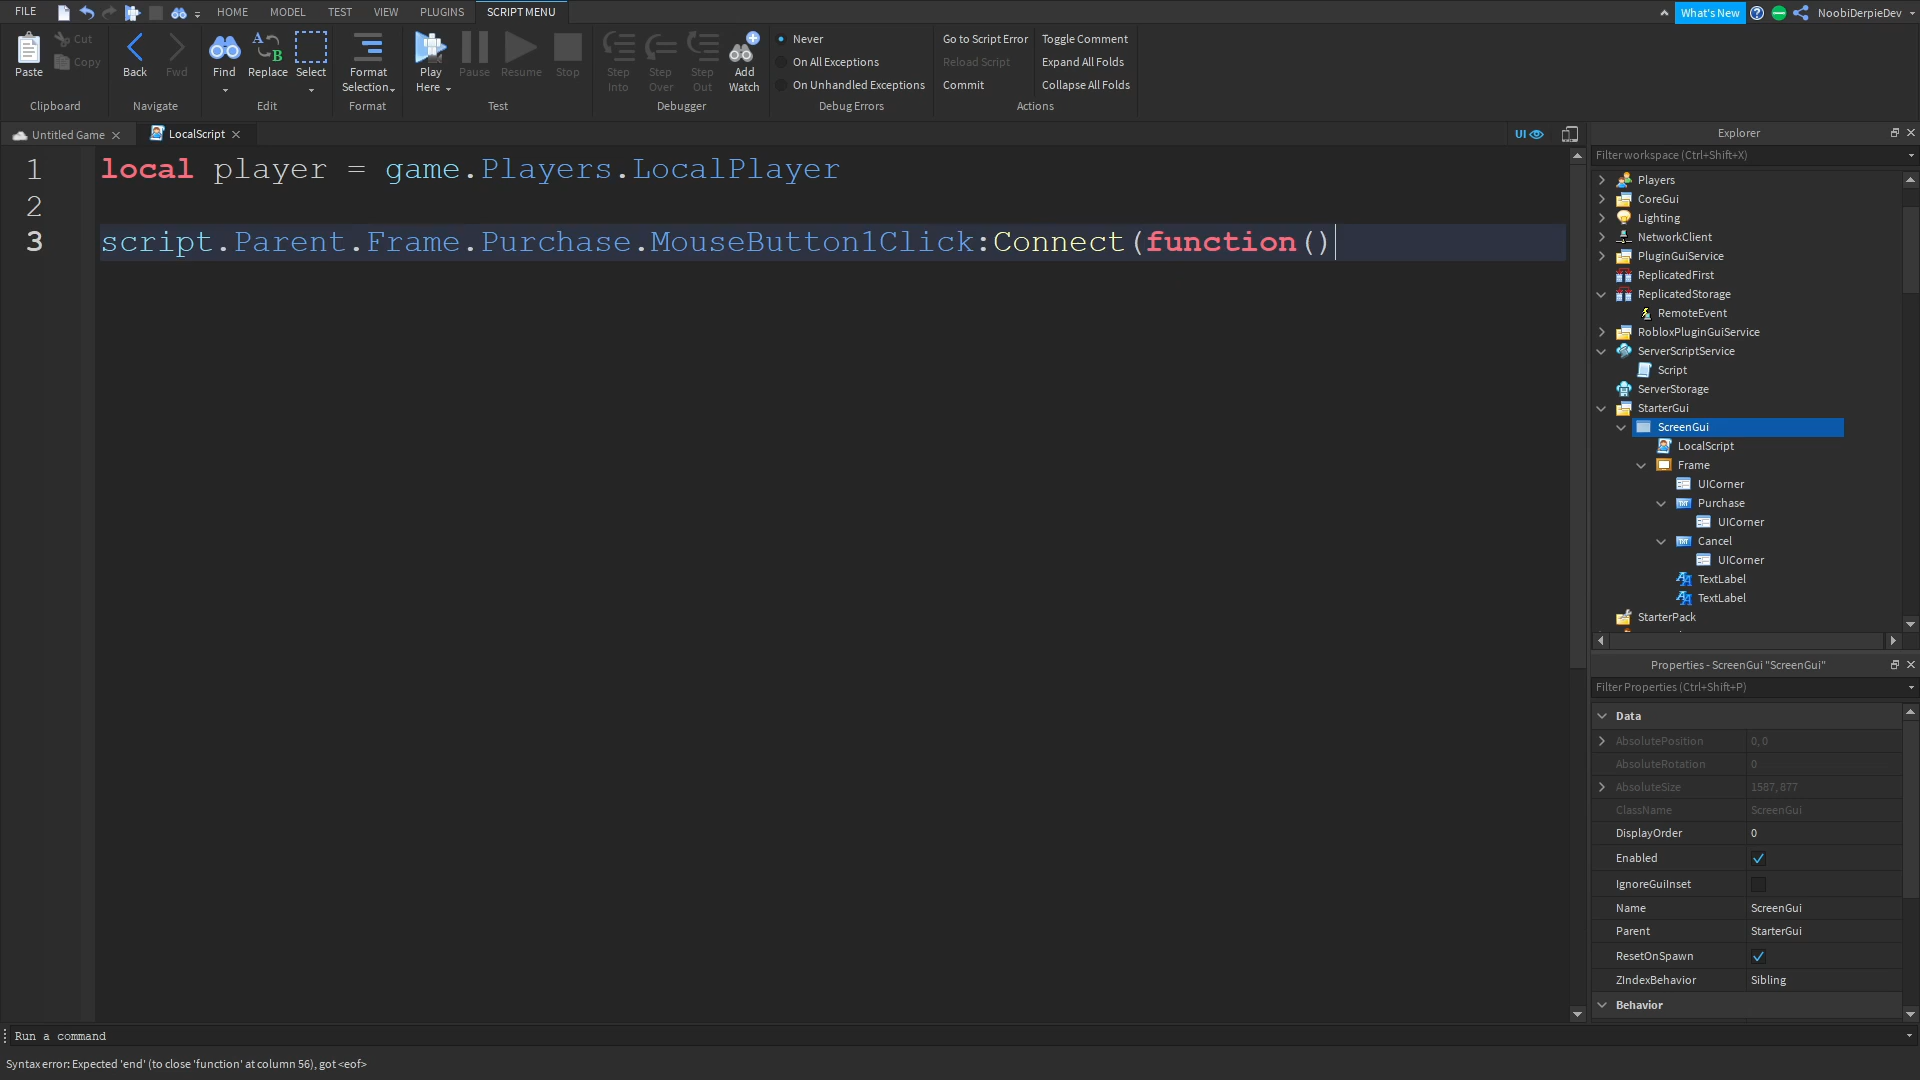 FILE HOME MODEL TEST VIEW PLUGINS SCRIPT MENU What's New NoobiDerpieDev
Paste Cut Copy Clipboard
Back Fwd Navigate
Find Replace Select Edit
A B
Format Selection Format
Play Here Pause Resume Stop Test
Step Into Step Over Step Out Add Watch Debugger
Never
On All Exceptions
On Unhandled Exceptions
Debug Errors
Go to Script Error Toggle Comment
Reload Script Expand All Folds
Commit Collapse All Folds
Actions
Untitled Game LocalScript UI
1 local player = game.Players.LocalPlayer
2
3 script.Parent.Frame.Purchase.MouseButton1Click:Connect(function()
Explorer
Filter workspace (Ctrl+Shift+X)
Players
CoreGui
Lighting
NetworkClient
PluginGuiService
ReplicatedFirst
ReplicatedStorage
RemoteEvent
RobloxPluginGuiService
ServerScriptService
Script
ServerStorage
StarterGui
ScreenGui
LocalScript
Frame
UICorner
Purchase
UICorner
Cancel
UICorner
TextLabel
TextLabel
StarterPack
Properties - ScreenGui "ScreenGui"
Filter Properties (Ctrl+Shift+P)
Data
AbsolutePosition 0, 0
AbsoluteRotation 0
AbsoluteSize 1587, 877
ClassName ScreenGui
DisplayOrder 0
Enabled
IgnoreGuiInset
Name ScreenGui
Parent StarterGui
ResetOnSpawn
ZIndexBehavior Sibling
Behavior
Run a command
Syntax error: Expected 'end' (to close 'function' at column 56), got <eof>